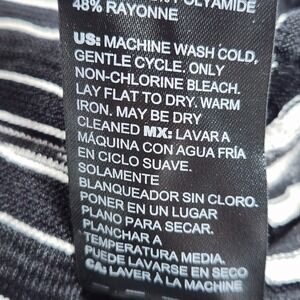 POLYAMIDE
48% RAYONNE
US: MACHINE WASH COLD,
GENTLE CYCLE. ONLY
NON-CHLORINE BLEACH.
LAY FLAT TO DRY. WARM
IRON. MAY BE DRY
CLEANED MX: LAVAR A
MÁQUINA CON AGUA FRÍA
EN CICLO SUAVE.
SOLAMENTE
BLANQUEADOR SIN CLORO.
PONER EN UN LUGAR
PLANO PARA SECAR.
PLANCHAR A
TEMPERATURA MEDIA.
PUEDE LAVARSE EN SECO
CA: LAVER À LA MACHINE